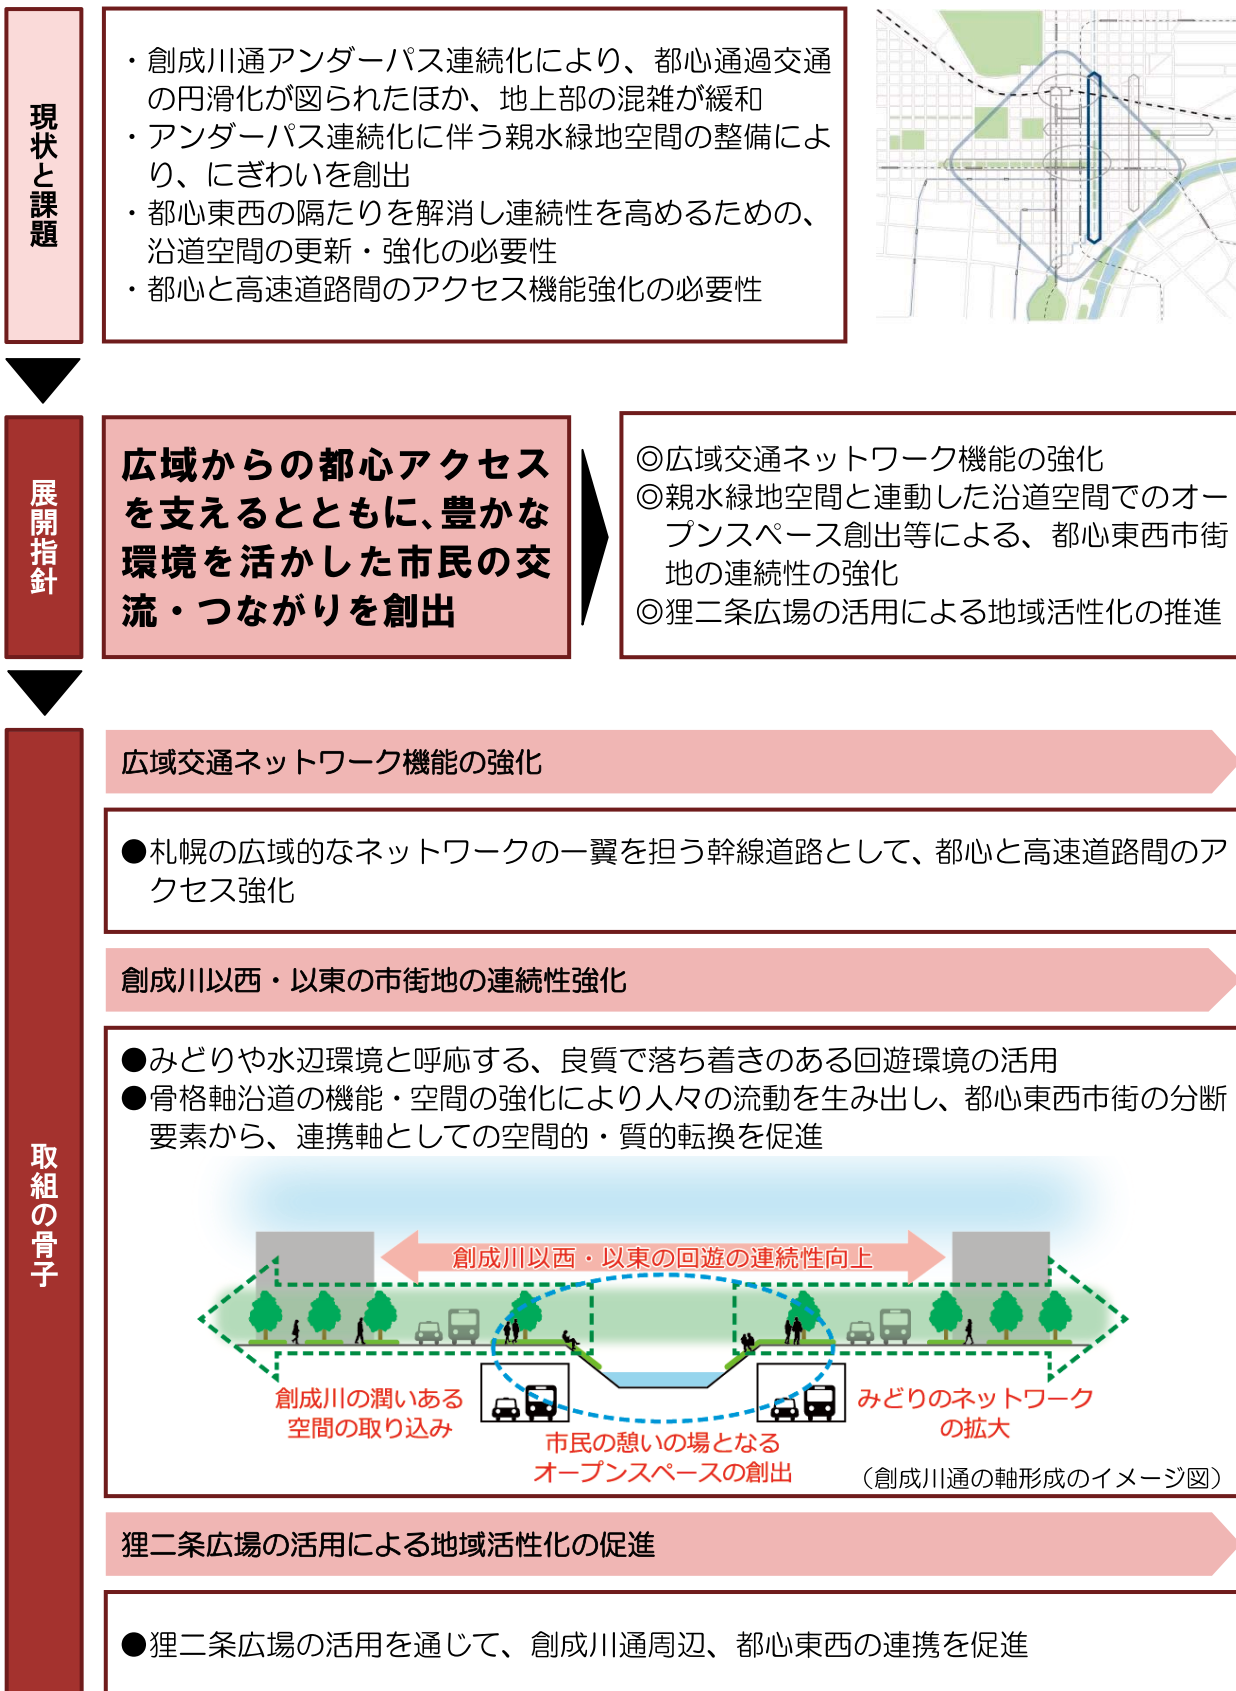 現状と課題
・創成川通アンダーパス連続化により、都心通過交通
の円滑化が図られたほか、地上部の混雑が緩和
・アンダーパス連続化に伴う親水緑地空間の整備によ
り、にぎわいを創出
・都心東西の隔たりを解消し連続性を高めるための、
沿道空間の更新・強化の必要性
・都心と高速道路間のアクセス機能強化の必要性
展開指針
広域からの都心アクセス
を支えるとともに、豊かな
環境を活かした市民の交
流・つながりを創出
◎広域交通ネットワーク機能の強化
◎親水緑地空間と連動した沿道空間でのオー
プンスペース創出等による、都心東西市街
地の連続性の強化
◎狸二条広場の活用による地域活性化の推進
取組の骨子
広域交通ネットワーク機能の強化
●札幌の広域的なネットワークの一翼を担う幹線道路として、都心と高速道路間のア
クセス強化
創成川以西・以東の市街地の連続性強化
●みどりや水辺環境と呼応する、良質で落ち着きのある回遊環境の活用
●骨格軸沿道の機能・空間の強化により人々の流動を生み出し、都心東西市街の分断
要素から、連携軸としての空間的・質的転換を促進
創成川以西・以東の回遊の連続性向上
創成川の潤いある
空間の取り込み
市民の憩いの場となる
オープンスペースの創出
みどりのネットワーク
の拡大
（創成川通の軸形成のイメージ図）
狸二条広場の活用による地域活性化の促進
●狸二条広場の活用を通じて、創成川通周辺、都心東西の連携を促進